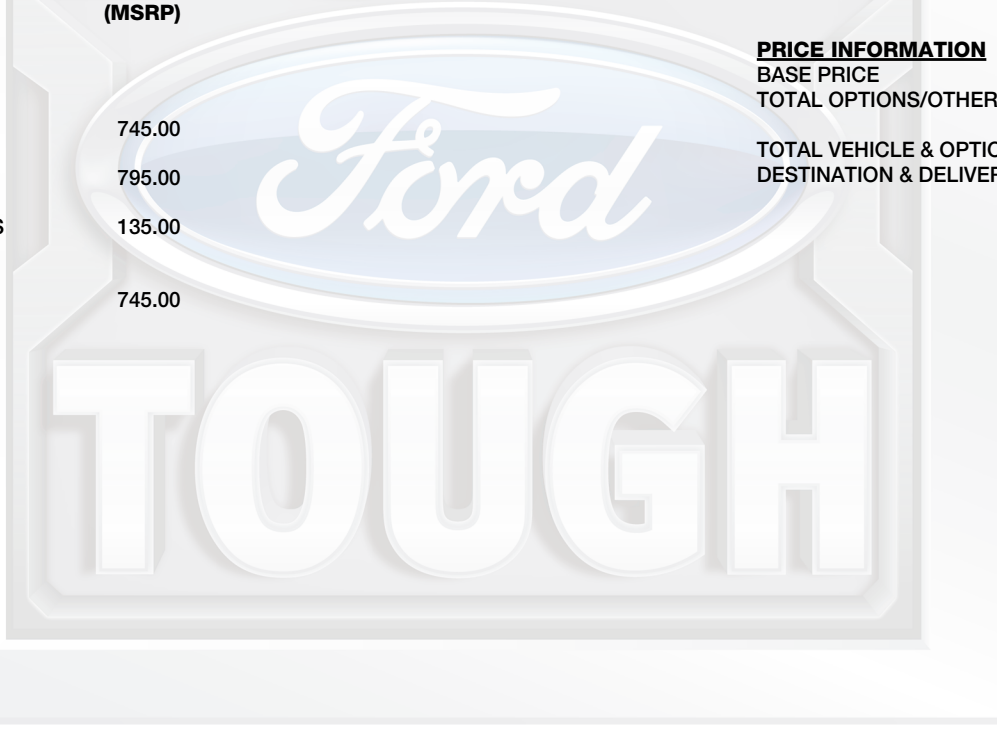 (MSRP)
745.00
795.00
135.00
745.00
PRICE INFORMATION
BASE PRICE
TOTAL OPTIONS/OTHER
TOTAL VEHICLE & OPTIO
DESTINATION & DELIVER
Ford
TOUGH